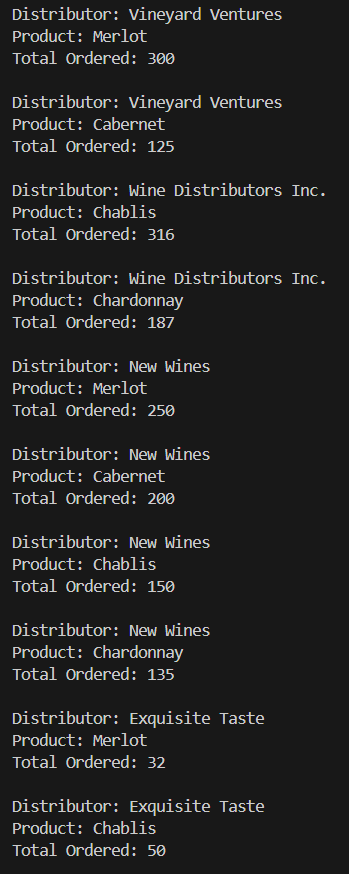 Distributor: Vineyard Ventures
Product: Merlot
Total Ordered: 300
Distributor: Vineyard Ventures
Product: Cabernet
Total Ordered: 125
Distributor: Wine Distributors Inc.
Product: Chablis
Total Ordered: 316
Distributor: Wine Distributors Inc.
Product: Chardonnay
Total Ordered: 187
Distributor: New Wines
Product: Merlot
Total Ordered: 250
Distributor: New Wines
Product: Cabernet
Total Ordered: 200
Distributor: New Wines
Product: Chablis
Total Ordered: 150
Distributor: New Wines
Product: Chardonnay
Total Ordered: 135
Distributor: Exquisite Taste
Product: Merlot
Total Ordered: 32
Distributor: Exquisite Taste
Product: Chablis
Total Ordered: 50